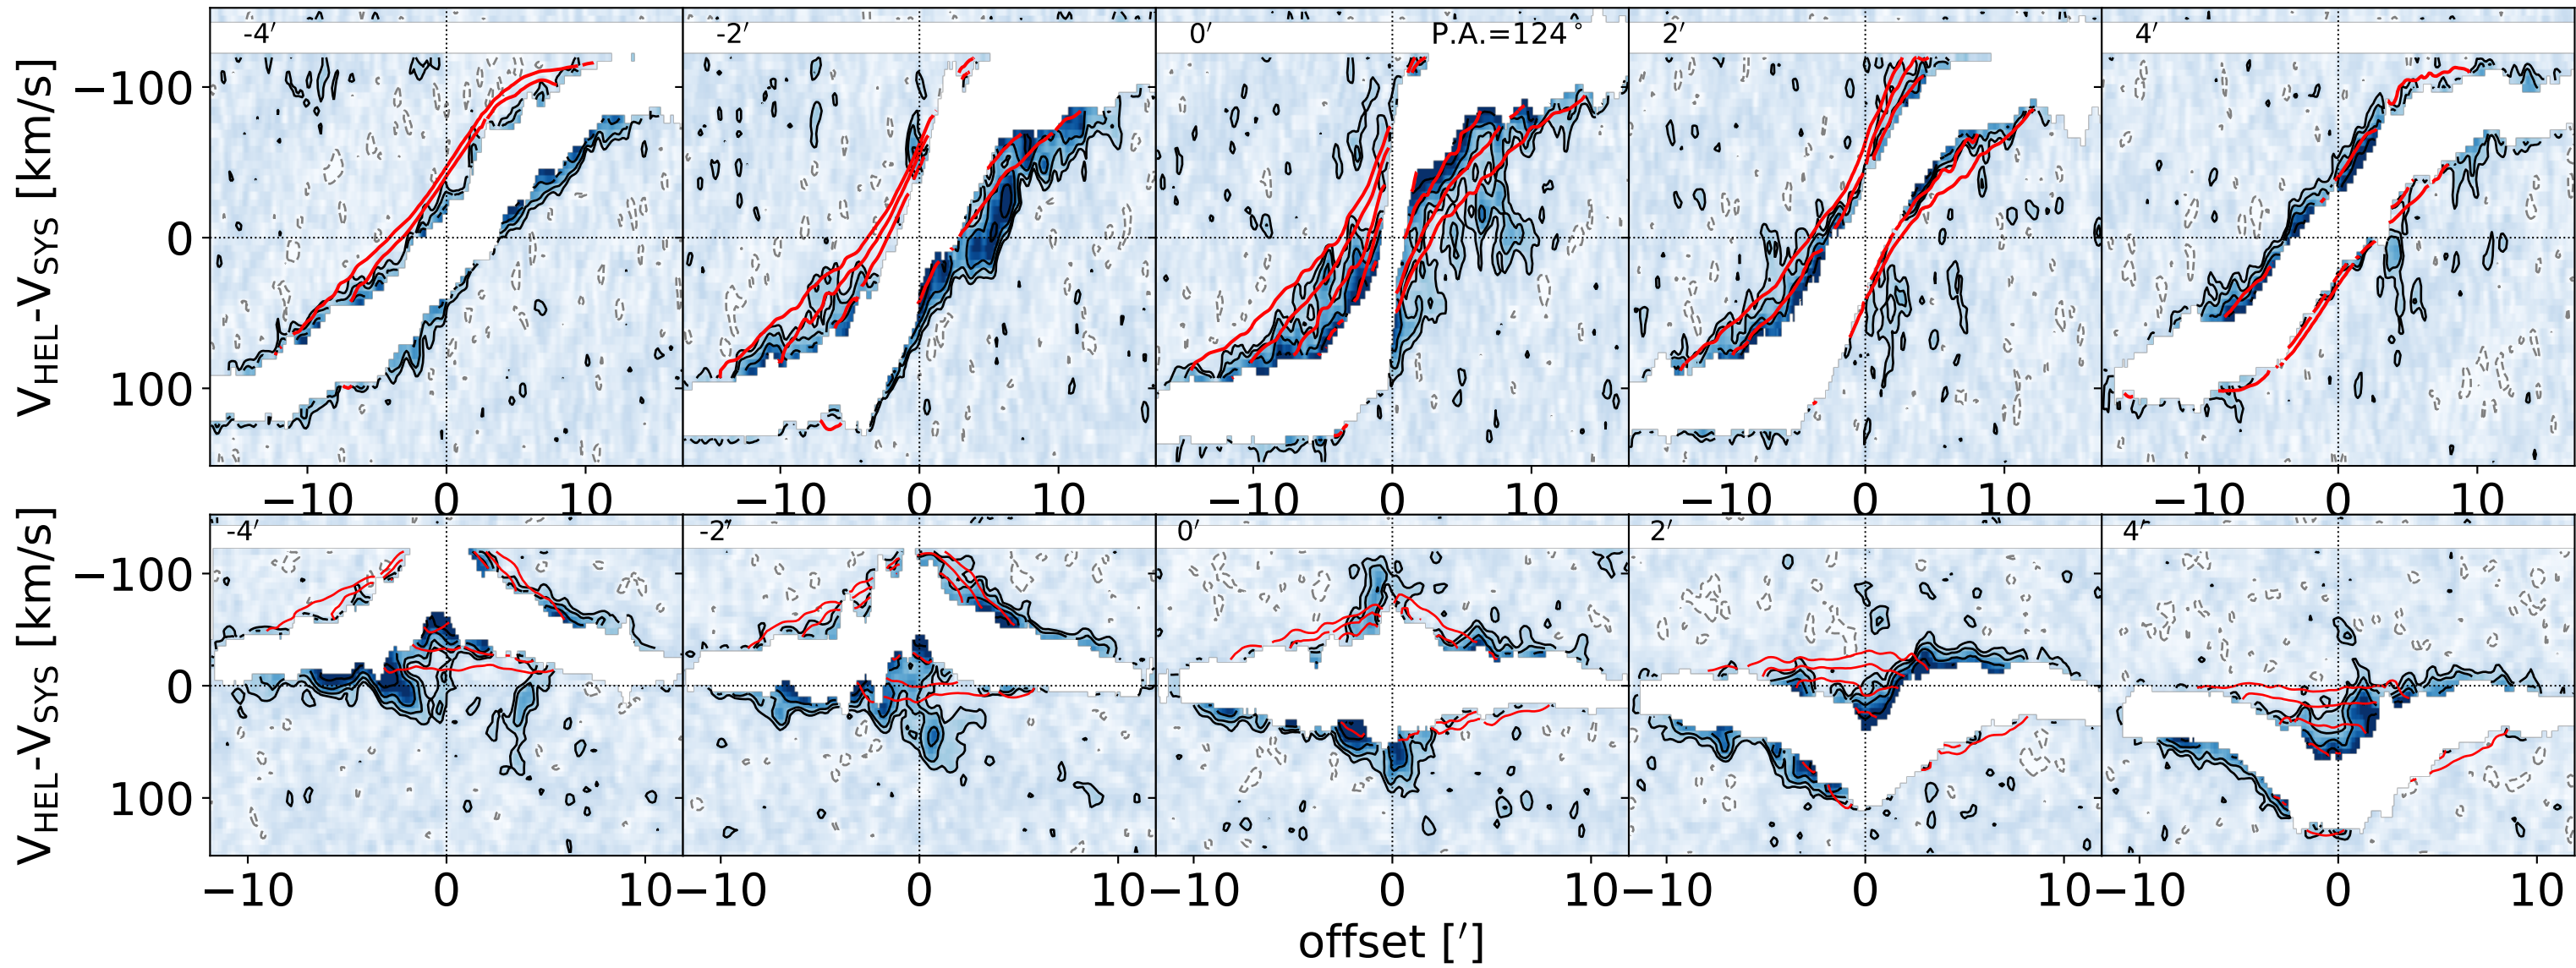 -4′ -2′ 0′ P.A.=124° 2′ 4′
V_HEL-V_SYS [km/s]
−100
0
100
−10 0 10 −10 0 10 −10 0 10 −10 0 10 −10 0 10
-4′ -2′ 0′ 2′ 4′
V_HEL-V_SYS [km/s]
−100
0
100
−10 0 10 −10 0 10 −10 0 10 −10 0 10 −10 0 10
offset [′]